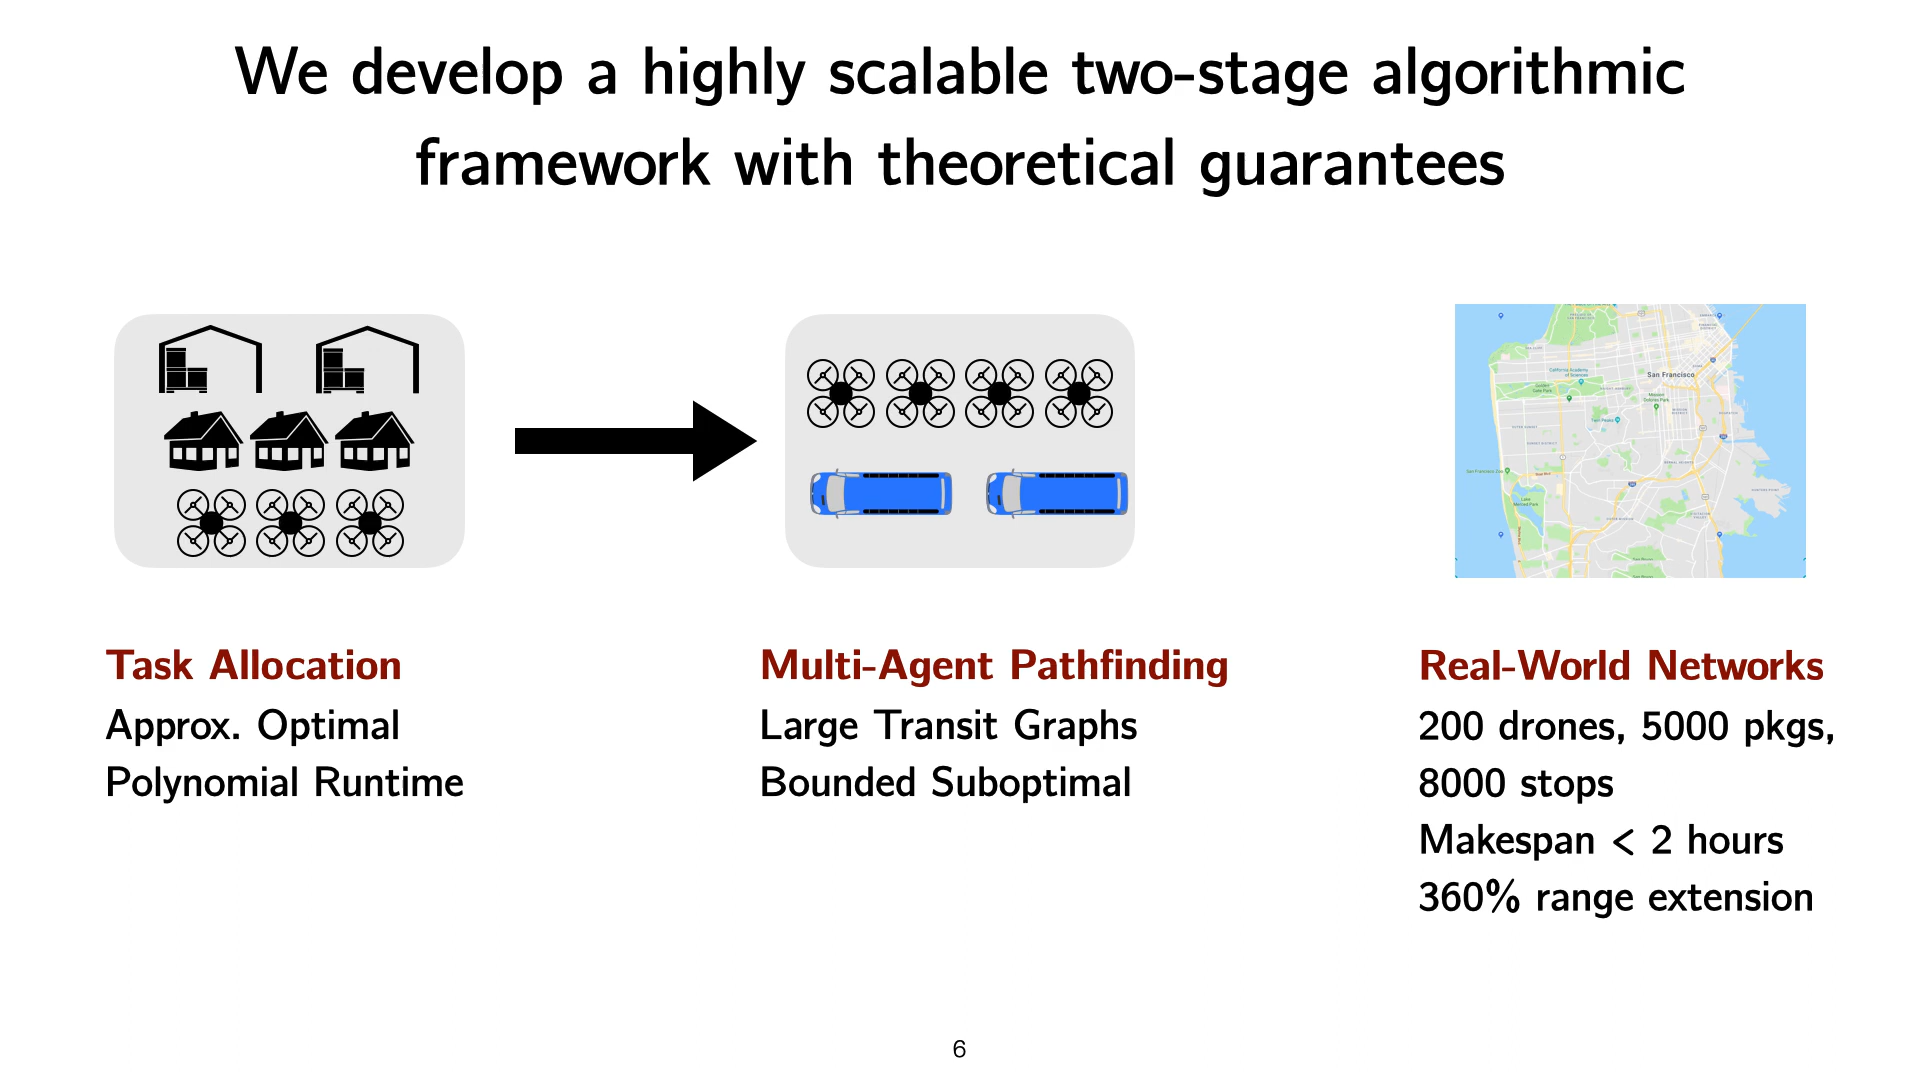 We develop a highly scalable two-stage algorithmic
framework with theoretical guarantees
San Francisco
Task Allocation
Approx. Optimal
Polynomial Runtime
Multi-Agent Pathfinding
Large Transit Graphs
Bounded Suboptimal
Real-World Networks
200 drones, 5000 pkgs,
8000 stops
Makespan < 2 hours
360% range extension
6